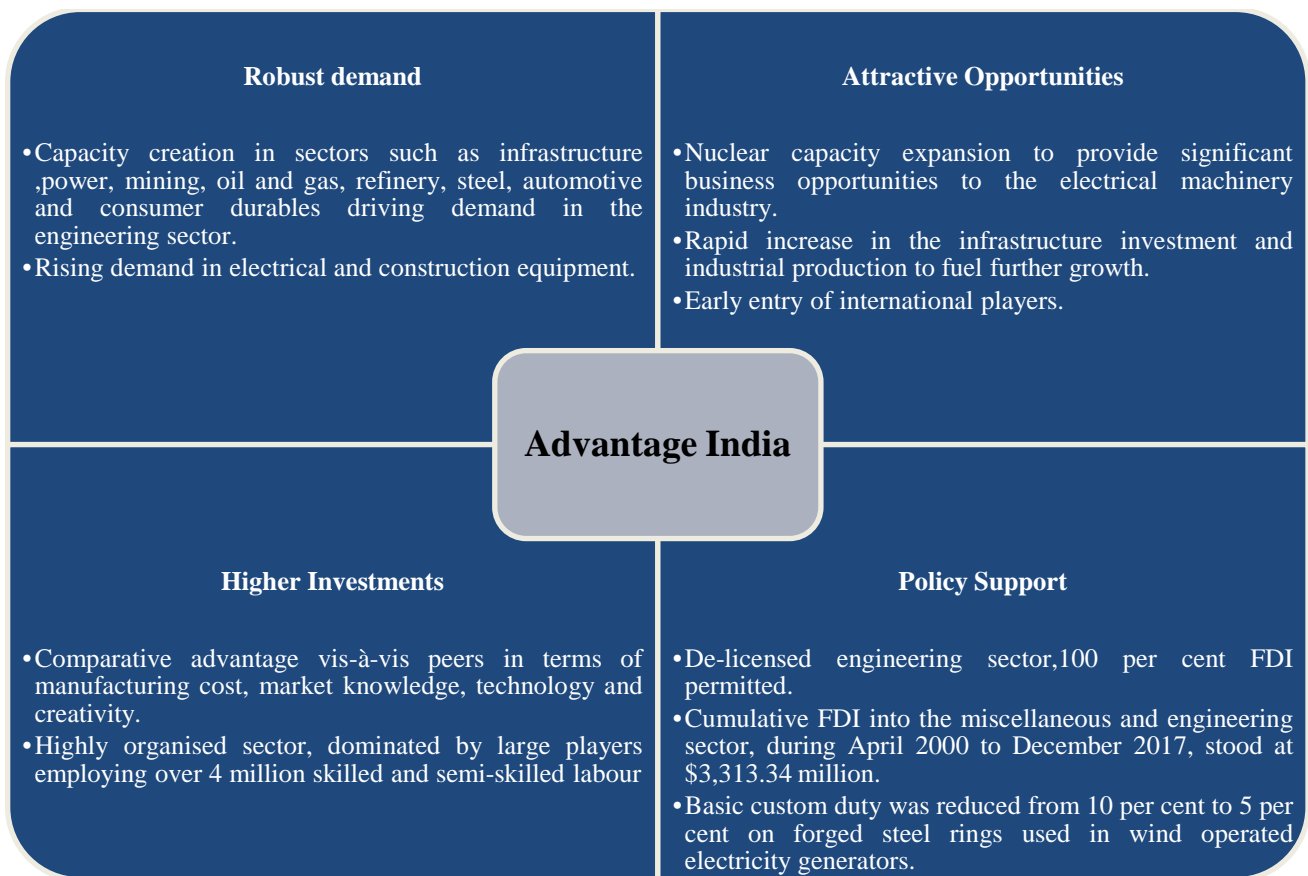 Robust demand
•Capacity creation in sectors such as infrastructure
,power, mining, oil and gas, refinery, steel, automotive
and consumer durables driving demand in the
engineering sector.
•Rising demand in electrical and construction equipment.
Attractive Opportunities
•Nuclear capacity expansion to provide significant
business opportunities to the electrical machinery
industry.
•Rapid increase in the infrastructure investment and
industrial production to fuel further growth.
•Early entry of international players.
Advantage India
Higher Investments
•Comparative advantage vis-à-vis peers in terms of
manufacturing cost, market knowledge, technology and
creativity.
•Highly organised sector, dominated by large players
employing over 4 million skilled and semi-skilled labour
Policy Support
•De-licensed engineering sector,100 per cent FDI
permitted.
•Cumulative FDI into the miscellaneous and engineering
sector, during April 2000 to December 2017, stood at
$3,313.34 million.
•Basic custom duty was reduced from 10 per cent to 5 per
cent on forged steel rings used in wind operated
electricity generators.